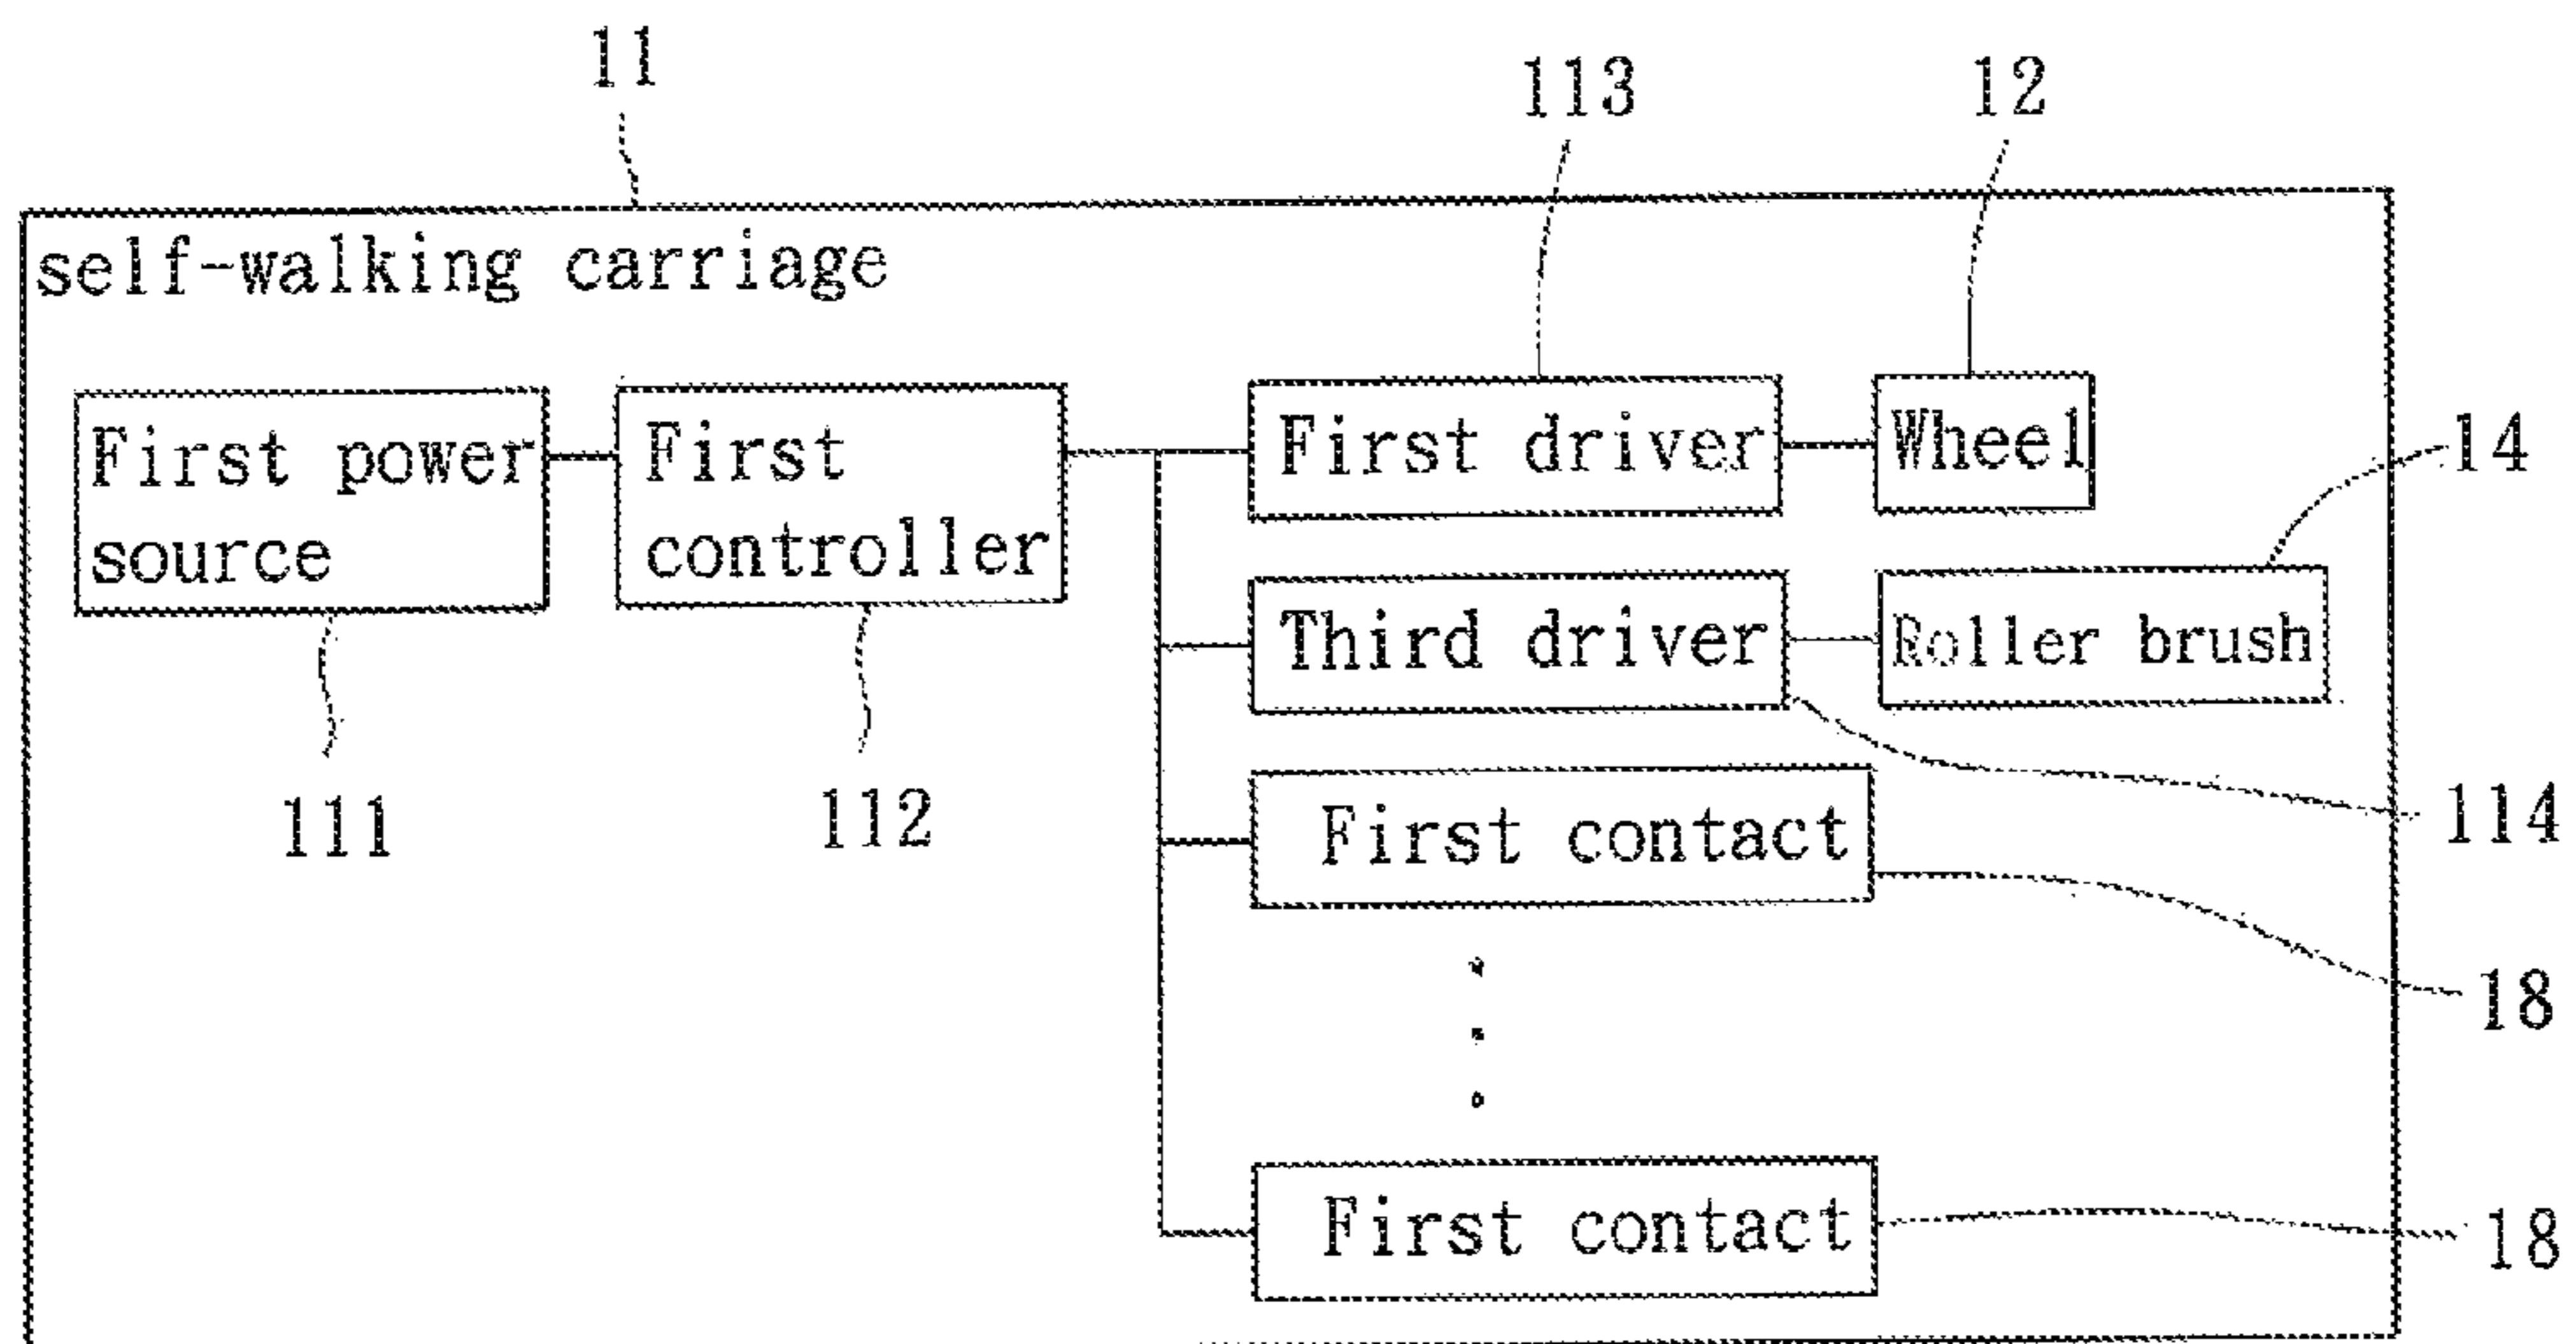 11
113
12
self-walking carriage
First power
source
First
controller
First driver
Wheel
14
Third driver
Roller brush
111
112
First contact
114
18
First contact
18